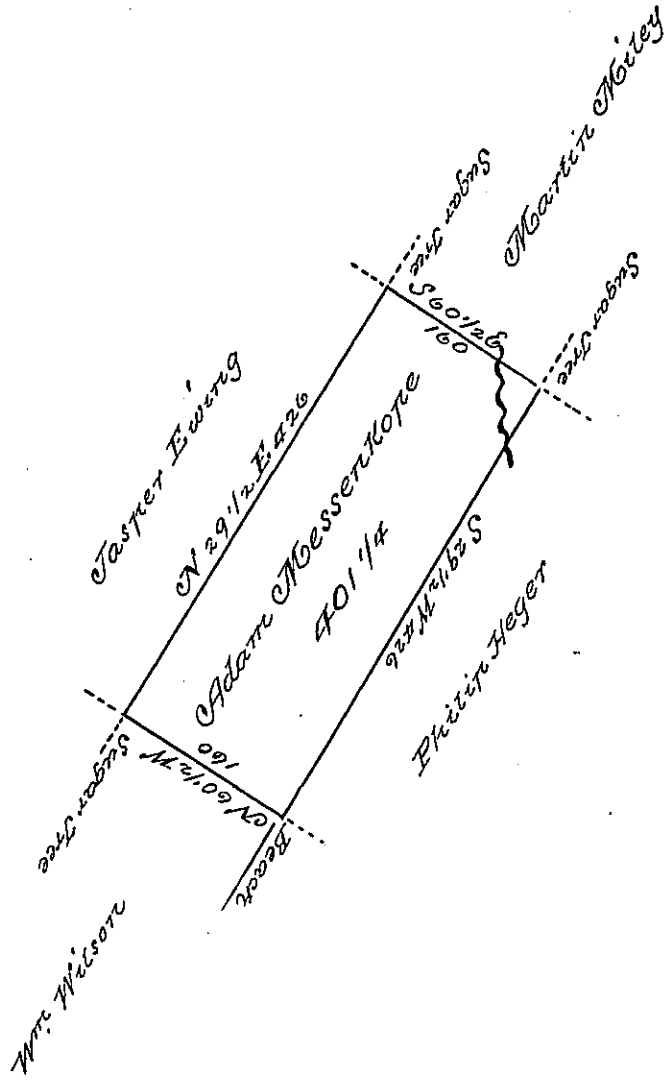 Martin Miley
Sugar Tree
Sugar Tree
S 60 1/2 E
160
Jasper Ewing
N 29 1/2 E 426
Adam Messenkope
401 1/4
S 29 1/2 W 426
Philip Heger
N 60 1/2 W
160
Sugar Tree
Beach
Wm Wilson